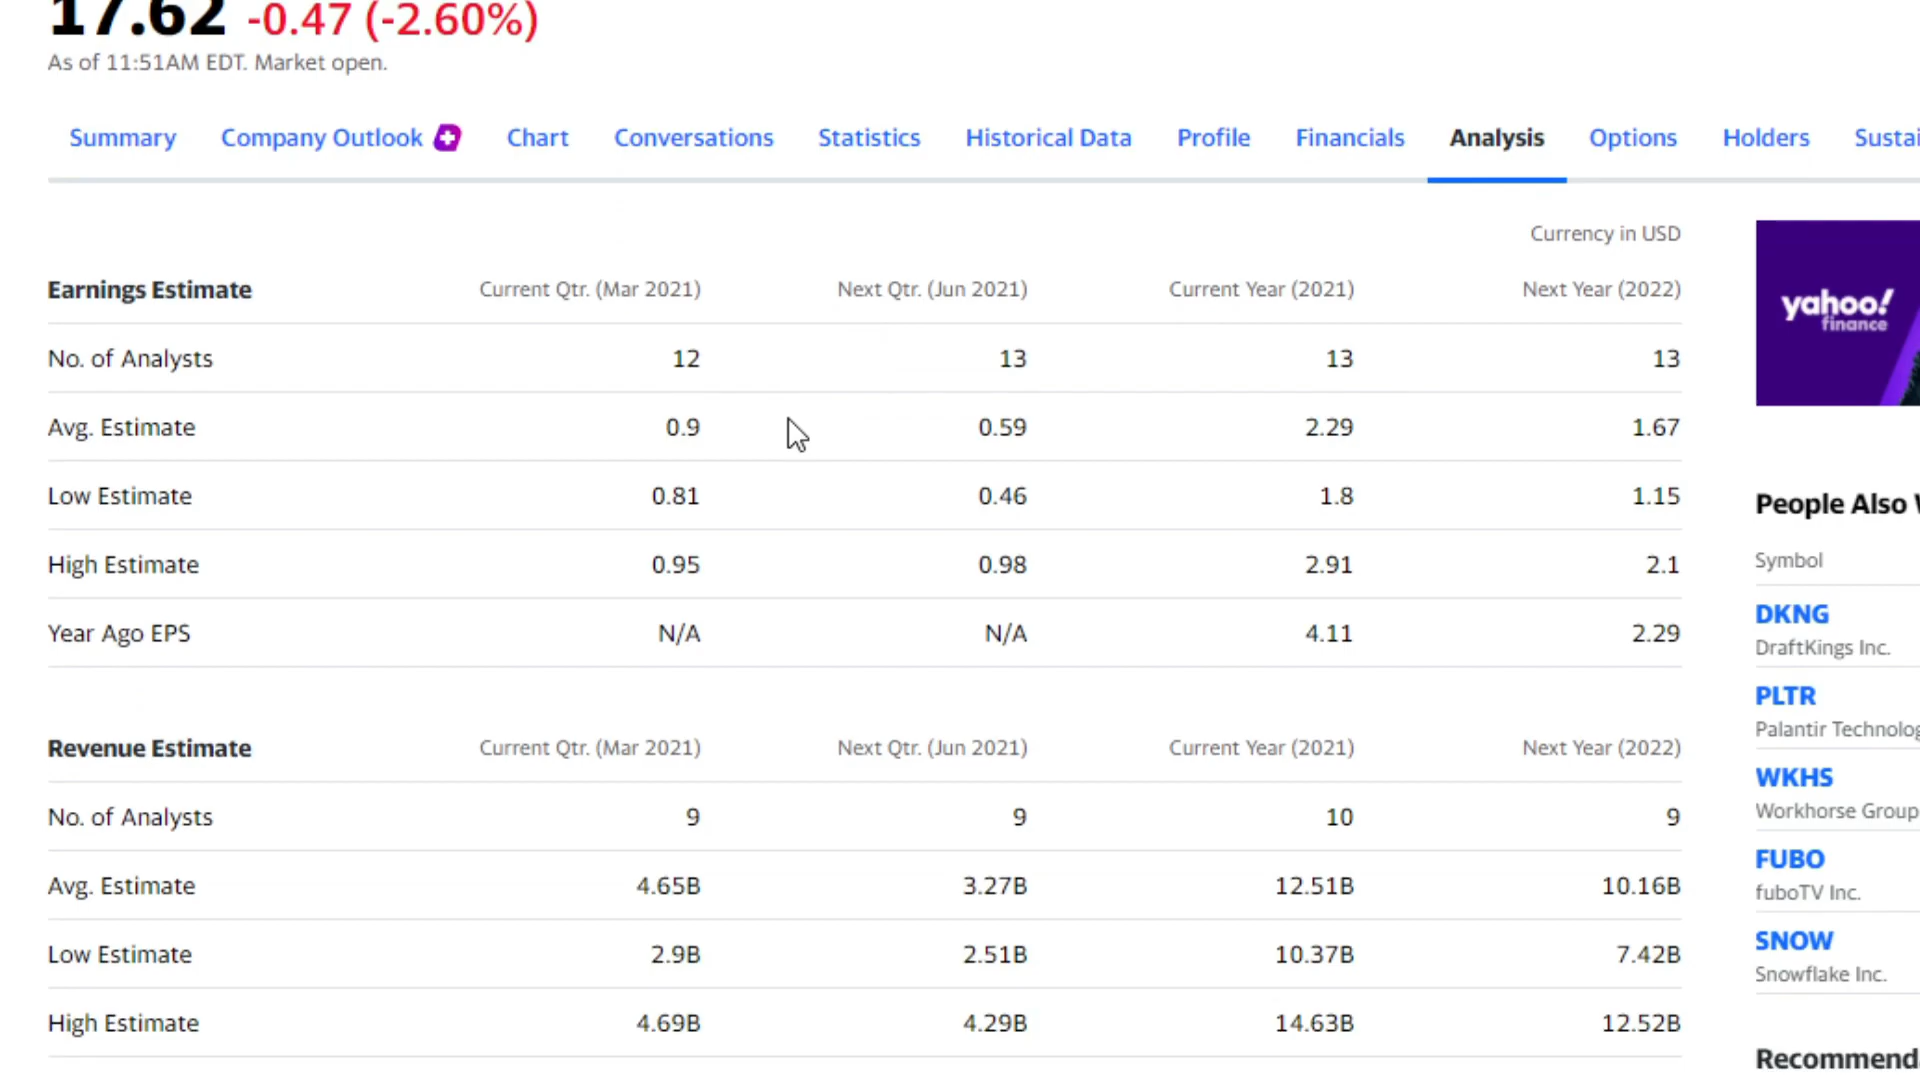 17.62 -0.47 (-2.60%)
As of 11:51AM EDT. Market open.
Summary Company Outlook Chart Conversations Statistics Historical Data Profile Financials Analysis Options Holders Sustai
Currency in USD
Earnings Estimate Current Qtr. (Mar 2021) Next Qtr. (Jun 2021) Current Year (2021) Next Year (2022)
No. of Analysts 12 13 13 13
Avg. Estimate 0.9 0.59 2.29 1.67
Low Estimate 0.81 0.46 1.8 1.15
High Estimate 0.95 0.98 2.91 2.1
Year Ago EPS N/A N/A 4.11 2.29
Revenue Estimate Current Qtr. (Mar 2021) Next Qtr. (Jun 2021) Current Year (2021) Next Year (2022)
No. of Analysts 9 9 10 9
Avg. Estimate 4.65B 3.27B 12.51B 10.16B
Low Estimate 2.9B 2.51B 10.37B 7.42B
High Estimate 4.69B 4.29B 14.63B 12.52B
yahoo!
finance
People Also W
Symbol
DKNG
DraftKings Inc.
PLTR
Palantir Technolog
WKHS
Workhorse Group
FUBO
fuboTV Inc.
SNOW
Snowflake Inc.
Recommend